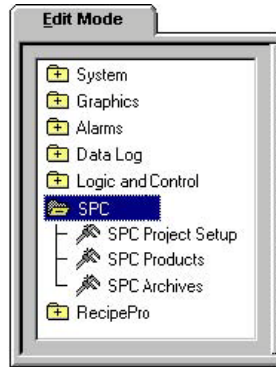 Edit Mode
System
Graphics
Alarms
Data Log
Logic and Control
SPC
SPC Project Setup
SPC Products
SPC Archives
RecipePro